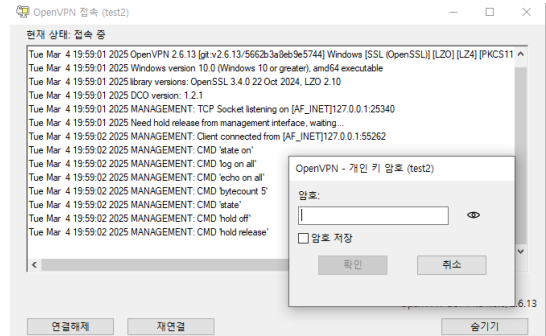 OpenVPN 접속 (test2)
현재 상태: 접속 중
Tue Mar 4 19:59:01 2025 OpenVPN 2.6.13 [git:v2.6.13/5662b3a8eb9e5744] Windows [SSL (OpenSSL)] [LZO] [LZ4] [PKCS11
Tue Mar 4 19:59:01 2025 Windows version 10.0 (Windows 10 or greater), amd64 executable
Tue Mar 4 19:59:01 2025 library versions: OpenSSL 3.4.0 22 Oct 2024, LZO 2.10
Tue Mar 4 19:59:01 2025 DCO version: 1.2.1
Tue Mar 4 19:59:01 2025 MANAGEMENT: TCP Socket listening on [AF_INET]127.0.0.1:25340
Tue Mar 4 19:59:01 2025 Need hold release from management interface, waiting...
Tue Mar 4 19:59:02 2025 MANAGEMENT: Client connected from [AF_INET]127.0.0.1:55262
Tue Mar 4 19:59:02 2025 MANAGEMENT: CMD 'state on'
Tue Mar 4 19:59:02 2025 MANAGEMENT: CMD 'log on all'
Tue Mar 4 19:59:02 2025 MANAGEMENT: CMD 'echo on all'
Tue Mar 4 19:59:02 2025 MANAGEMENT: CMD 'bytecount 5'
Tue Mar 4 19:59:02 2025 MANAGEMENT: CMD 'state'
Tue Mar 4 19:59:02 2025 MANAGEMENT: CMD 'hold off'
Tue Mar 4 19:59:02 2025 MANAGEMENT: CMD 'hold release'
OpenVPN - 개인 키 암호 (test2)
암호:
암호 저장
확인 취소
6.13
연결해제 재연결 숨기기